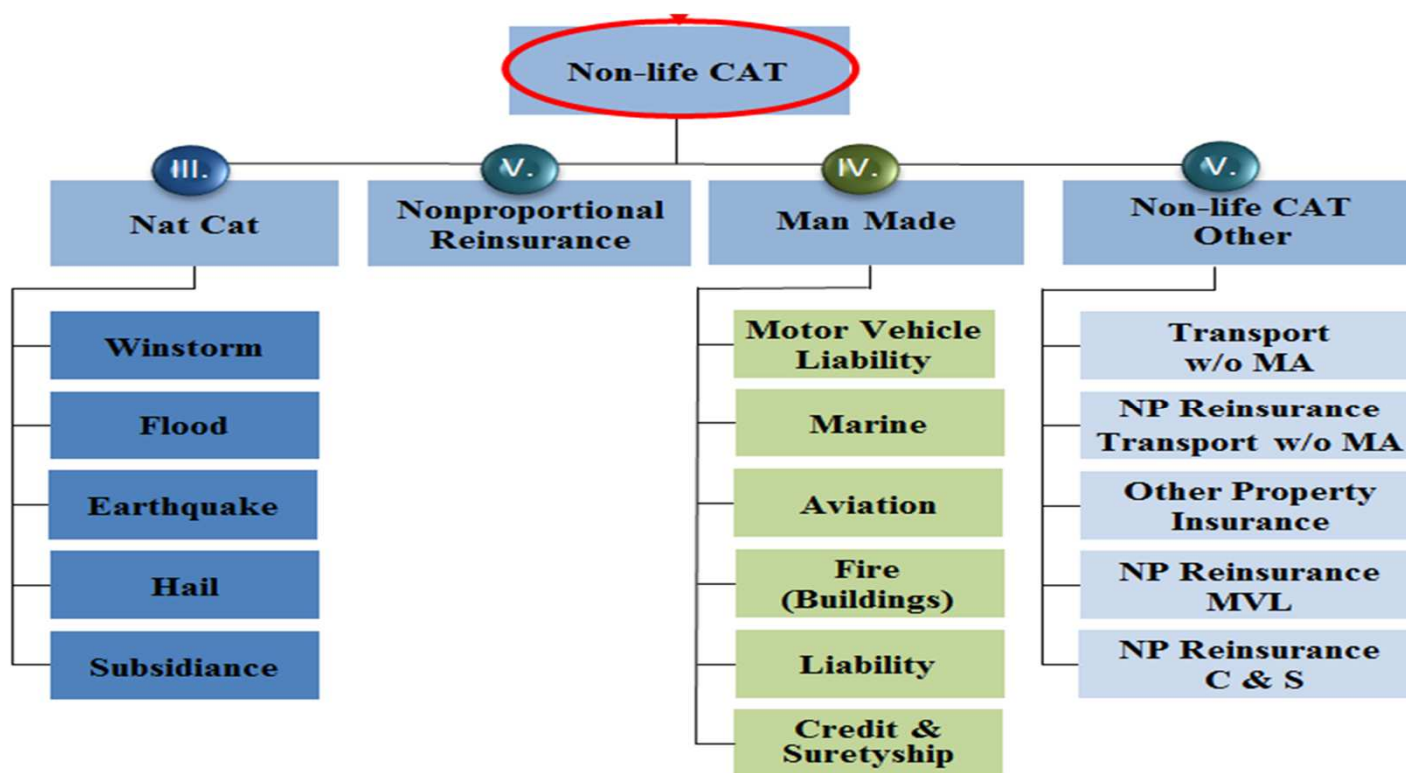 Non-life CAT
III.
V.
IV.
V.
Nat Cat
Nonproportional
Reinsurance
Man Made
Non-life CAT
Other
Winstorm
Flood
Earthquake
Hail
Subsidiance
Motor Vehicle
Liability
Marine
Aviation
Fire
(Buildings)
Liability
Credit &
Suretyship
Transport
w/o MA
NP Reinsurance
Transport w/o MA
Other Property
Insurance
NP Reinsurance
MVL
NP Reinsurance
C & S